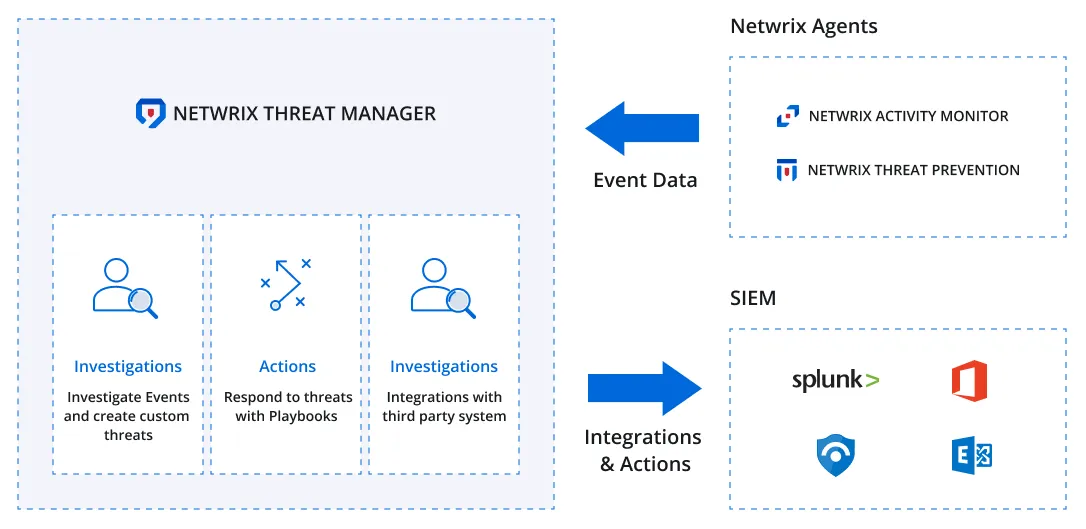 NETWRIX THREAT MANAGER
Investigations
Investigate Events
and create custom
threats
Actions
Respond to threats
with Playbooks
Investigations
Integrations with
third party system
Event Data
Integrations
& Actions
Netwrix Agents
NETWRIX ACTIVITY MONITOR
NETWRIX THREAT PREVENTION
SIEM
splunk>
E